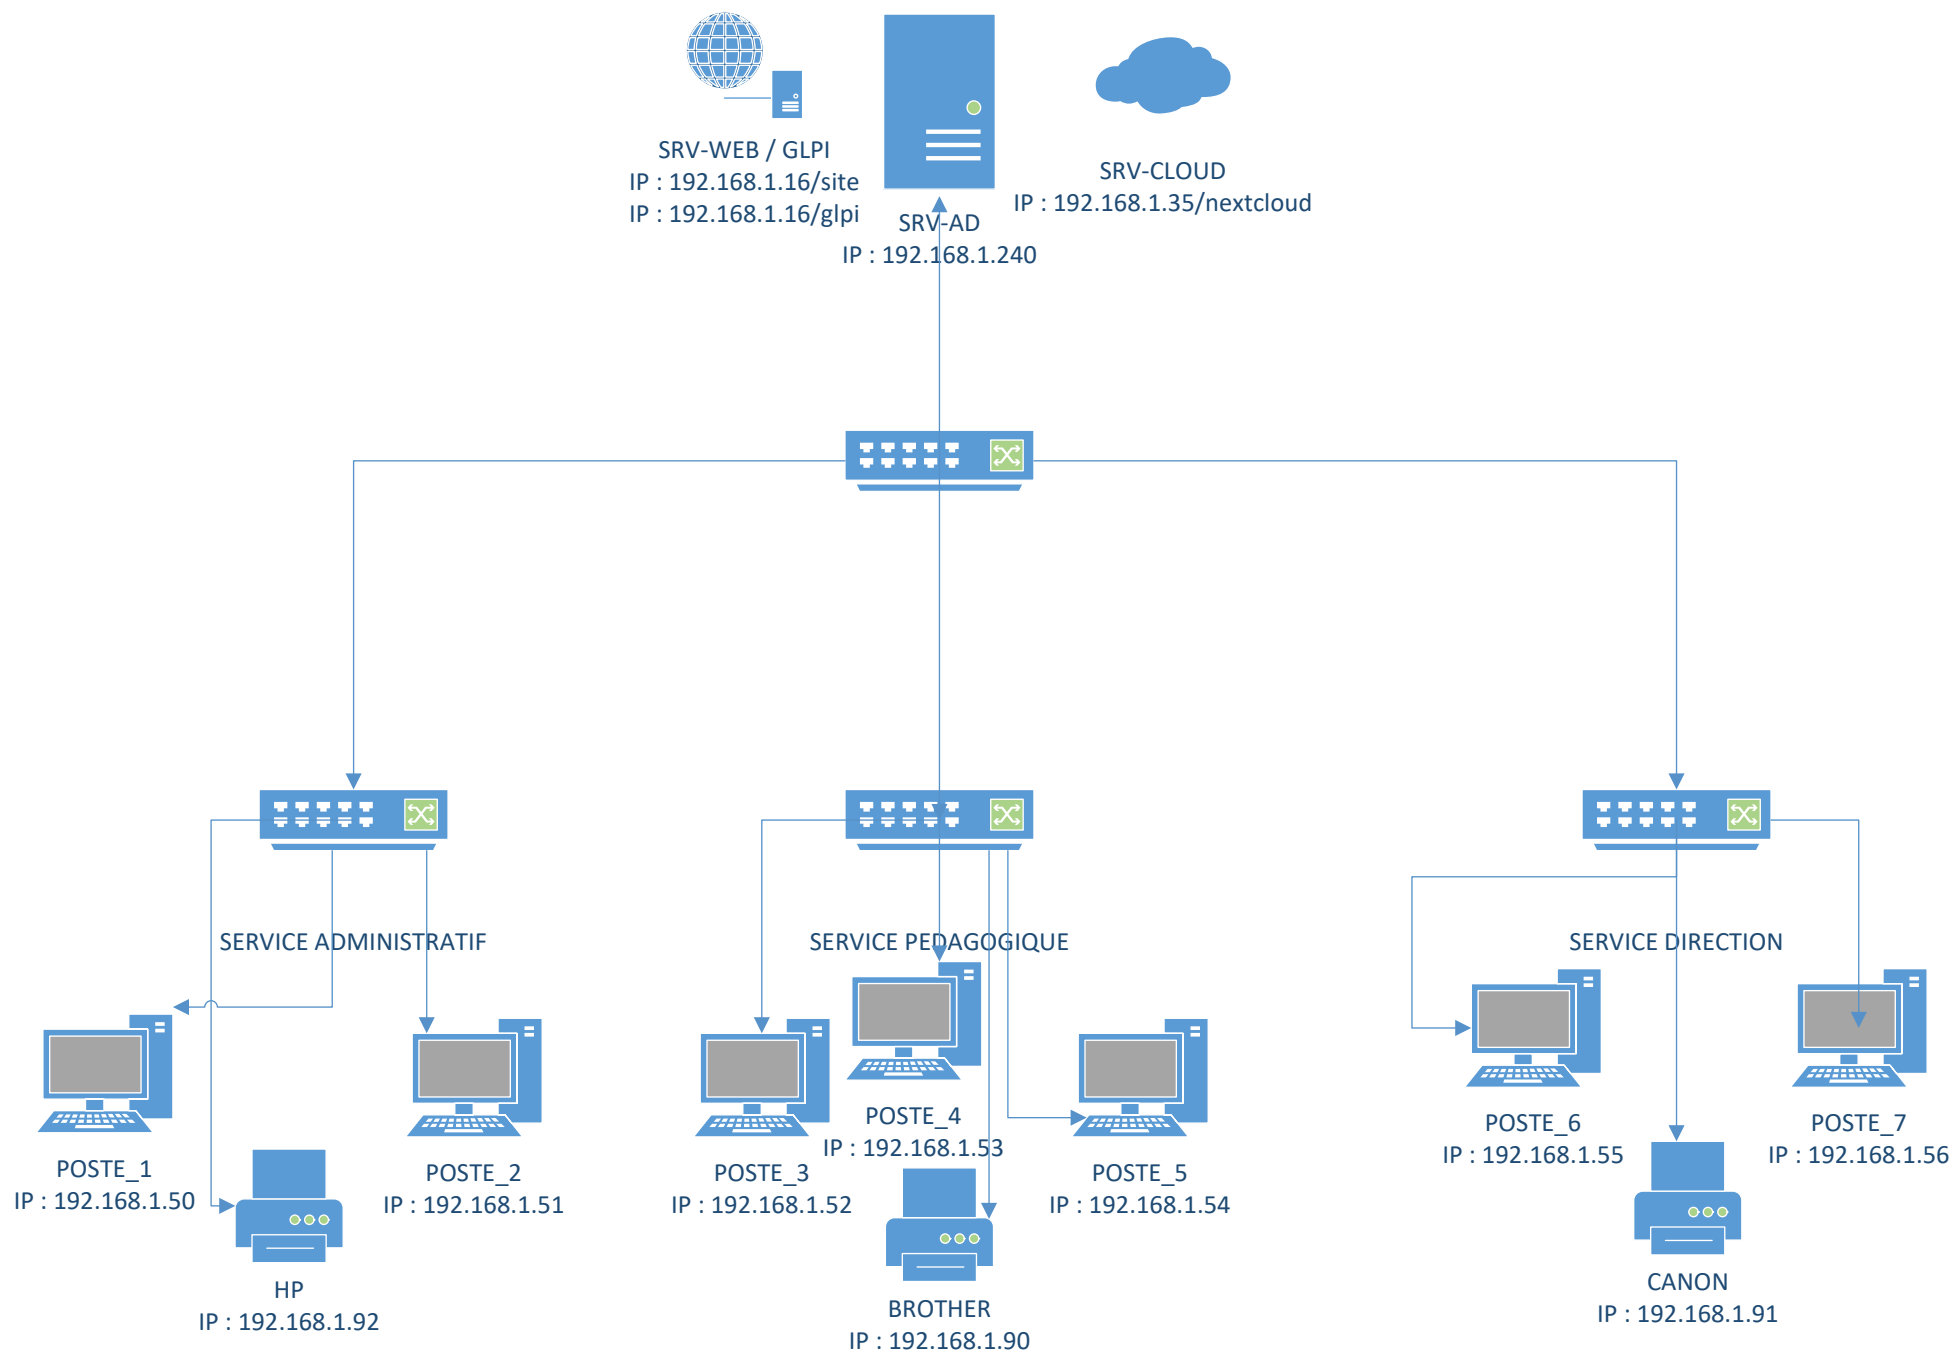 SRV-WEB / GLPI
IP : 192.168.1.16/site
IP : 192.168.1.16/glpi
SRV-AD
IP : 192.168.1.240
SRV-CLOUD
IP : 192.168.1.35/nextcloud
SERVICE ADMINISTRATIF
SERVICE PEDAGOGIQUE
SERVICE DIRECTION
POSTE_1
IP : 192.168.1.50
POSTE_2
IP : 192.168.1.51
POSTE_3
IP : 192.168.1.52
POSTE_4
IP : 192.168.1.53
POSTE_5
IP : 192.168.1.54
POSTE_6
IP : 192.168.1.55
POSTE_7
IP : 192.168.1.56
HP
IP : 192.168.1.92
BROTHER
IP : 192.168.1.90
CANON
IP : 192.168.1.91